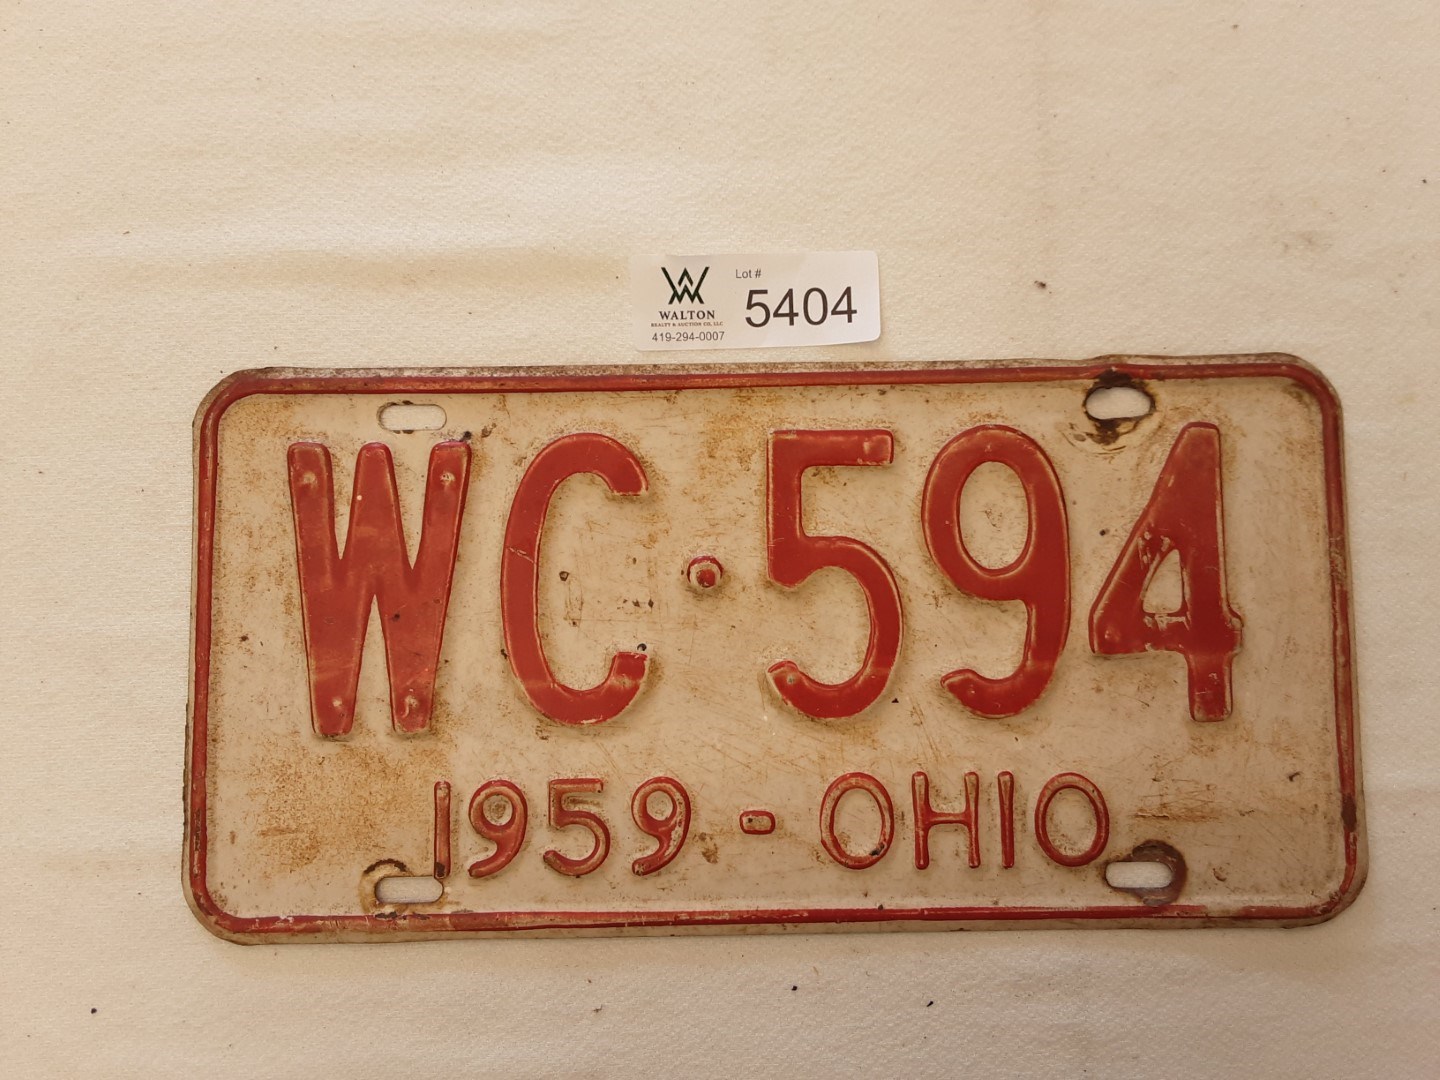 Lot #
5404
WALTON
REALTY & AUCTION CO, LLC
419-294-0007
WC·594
1959-OHIO